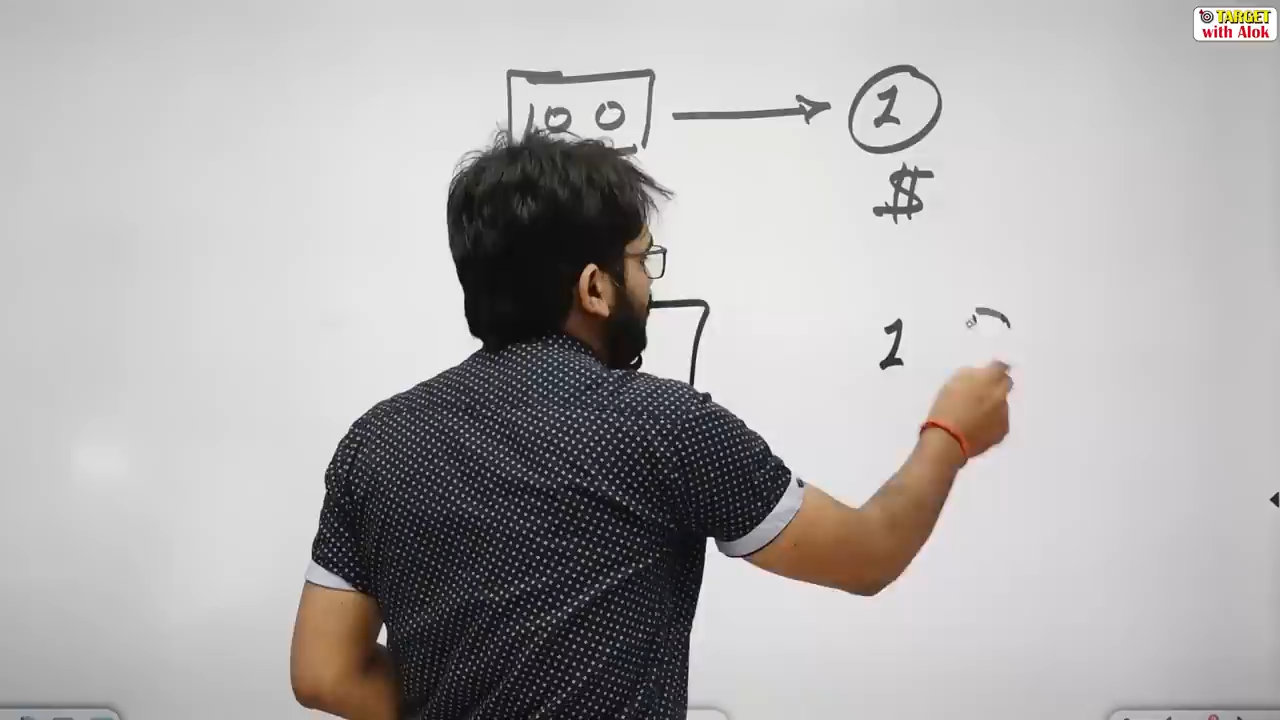 TARGET
with Alok
100 → 1
$
1